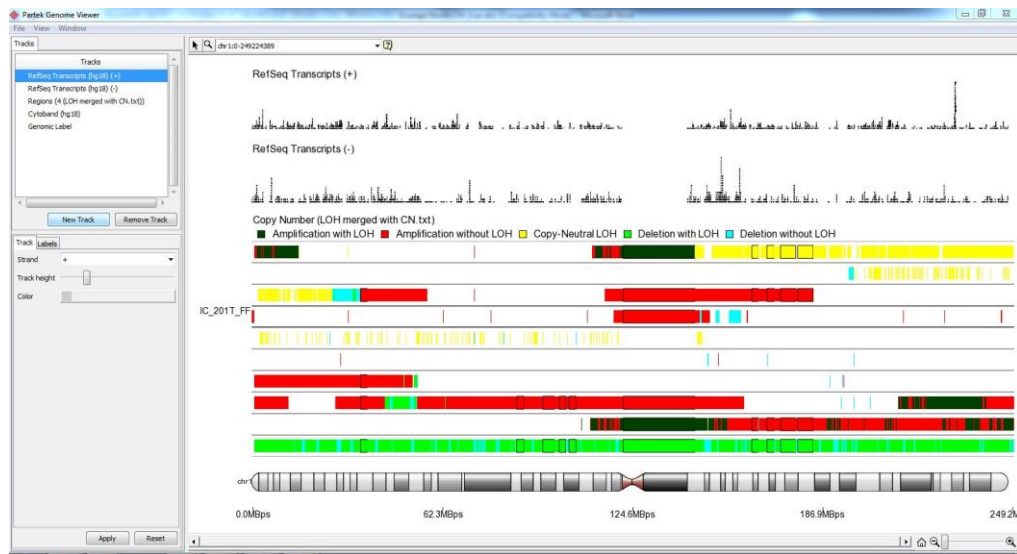 Partek Genome Viewer
File View Window
Tracks
Tracks
RefSeq Transcripts (hg18) (+)
RefSeq Transcripts (hg18) (-)
Regions (4 (LOH merged with CN.txt))
Cytoband (hg18)
Genomic Label
New Track Remove Track
Track Labels
Strand +
Track height
Color
Apply Reset
chr1:0-249224389
RefSeq Transcripts (+)
RefSeq Transcripts (-)
Copy Number (LOH merged with CN.txt)
Amplification with LOH Amplification without LOH Copy-Neutral LOH Deletion with LOH Deletion without LOH
IC_201T_FF
chr1
0.0MBps 62.3MBps 124.6MBps 186.9MBps 249.2M